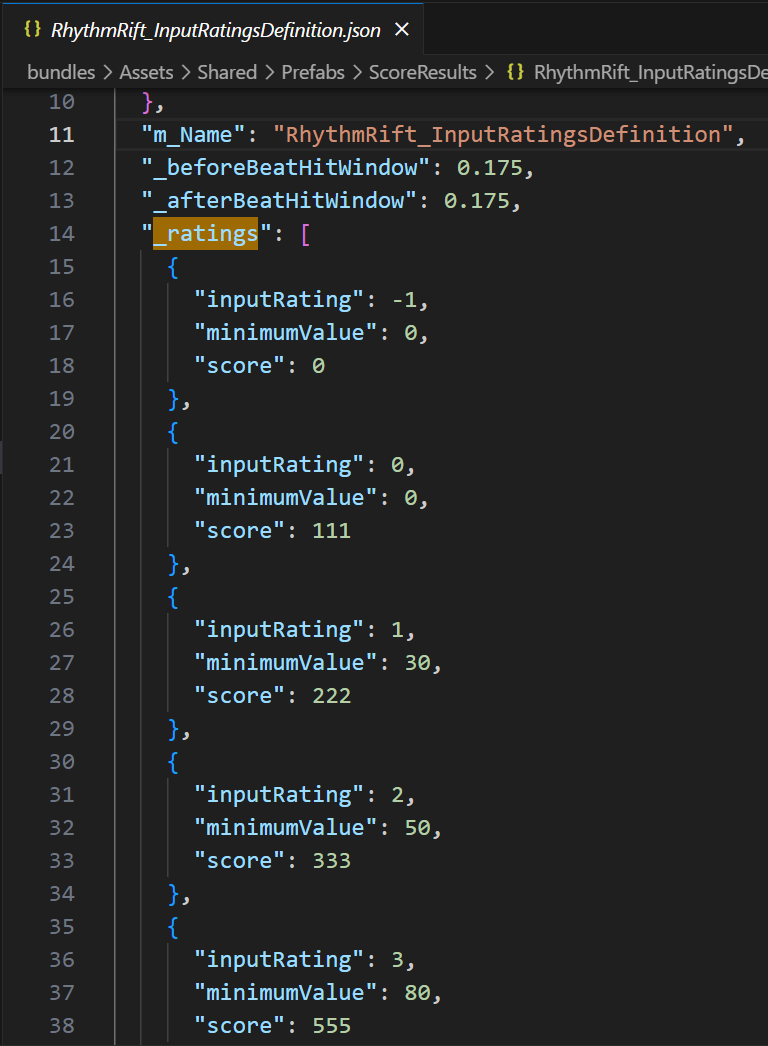 {} RhythmRift_InputRatingsDefinition.json ×
bundles > Assets > Shared > Prefabs > ScoreResults > {} RhythmRift_InputRatingsDe
10 },
11 "m_Name": "RhythmRift_InputRatingsDefinition",
12 "_beforeBeatHitWindow": 0.175,
13 "_afterBeatHitWindow": 0.175,
14 "_ratings": [
15 {
16 "inputRating": -1,
17 "minimumValue": 0,
18 "score": 0
19 },
20 {
21 "inputRating": 0,
22 "minimumValue": 0,
23 "score": 111
24 },
25 {
26 "inputRating": 1,
27 "minimumValue": 30,
28 "score": 222
29 },
30 {
31 "inputRating": 2,
32 "minimumValue": 50,
33 "score": 333
34 },
35 {
36 "inputRating": 3,
37 "minimumValue": 80,
38 "score": 555